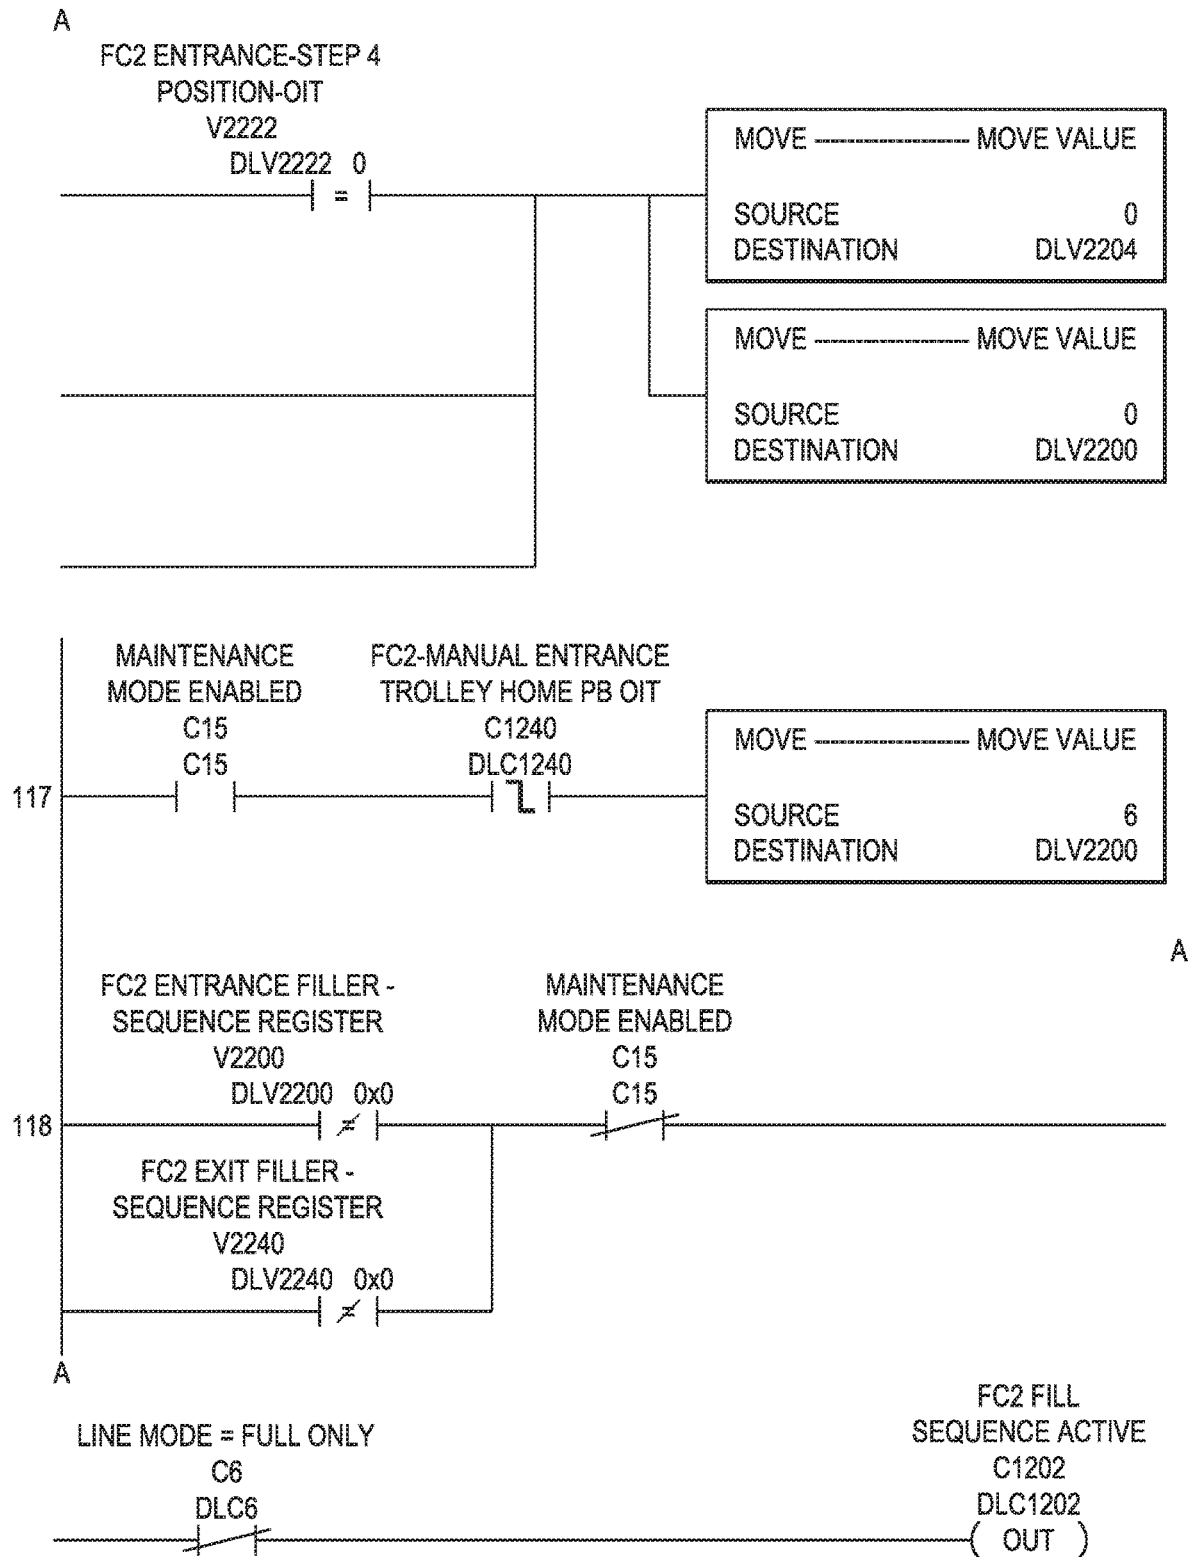 A
FC2 ENTRANCE-STEP 4
POSITION-OIT
V2222
DLV2222 0
=
MOVE ---------------------- MOVE VALUE
SOURCE 0
DESTINATION DLV2204
MOVE ---------------------- MOVE VALUE
SOURCE 0
DESTINATION DLV2200
MAINTENANCE
MODE ENABLED
C15
C15
FC2-MANUAL ENTRANCE
TROLLEY HOME PB OIT
C1240
DLC1240
117
MOVE ---------------------- MOVE VALUE
SOURCE 6
DESTINATION DLV2200
A
FC2 ENTRANCE FILLER -
SEQUENCE REGISTER
V2200
DLV2200 0x0
≠
MAINTENANCE
MODE ENABLED
C15
C15
118
FC2 EXIT FILLER -
SEQUENCE REGISTER
V2240
DLV2240 0x0
≠
A
LINE MODE = FULL ONLY
C6
DLC6
FC2 FILL
SEQUENCE ACTIVE
C1202
DLC1202
( OUT )